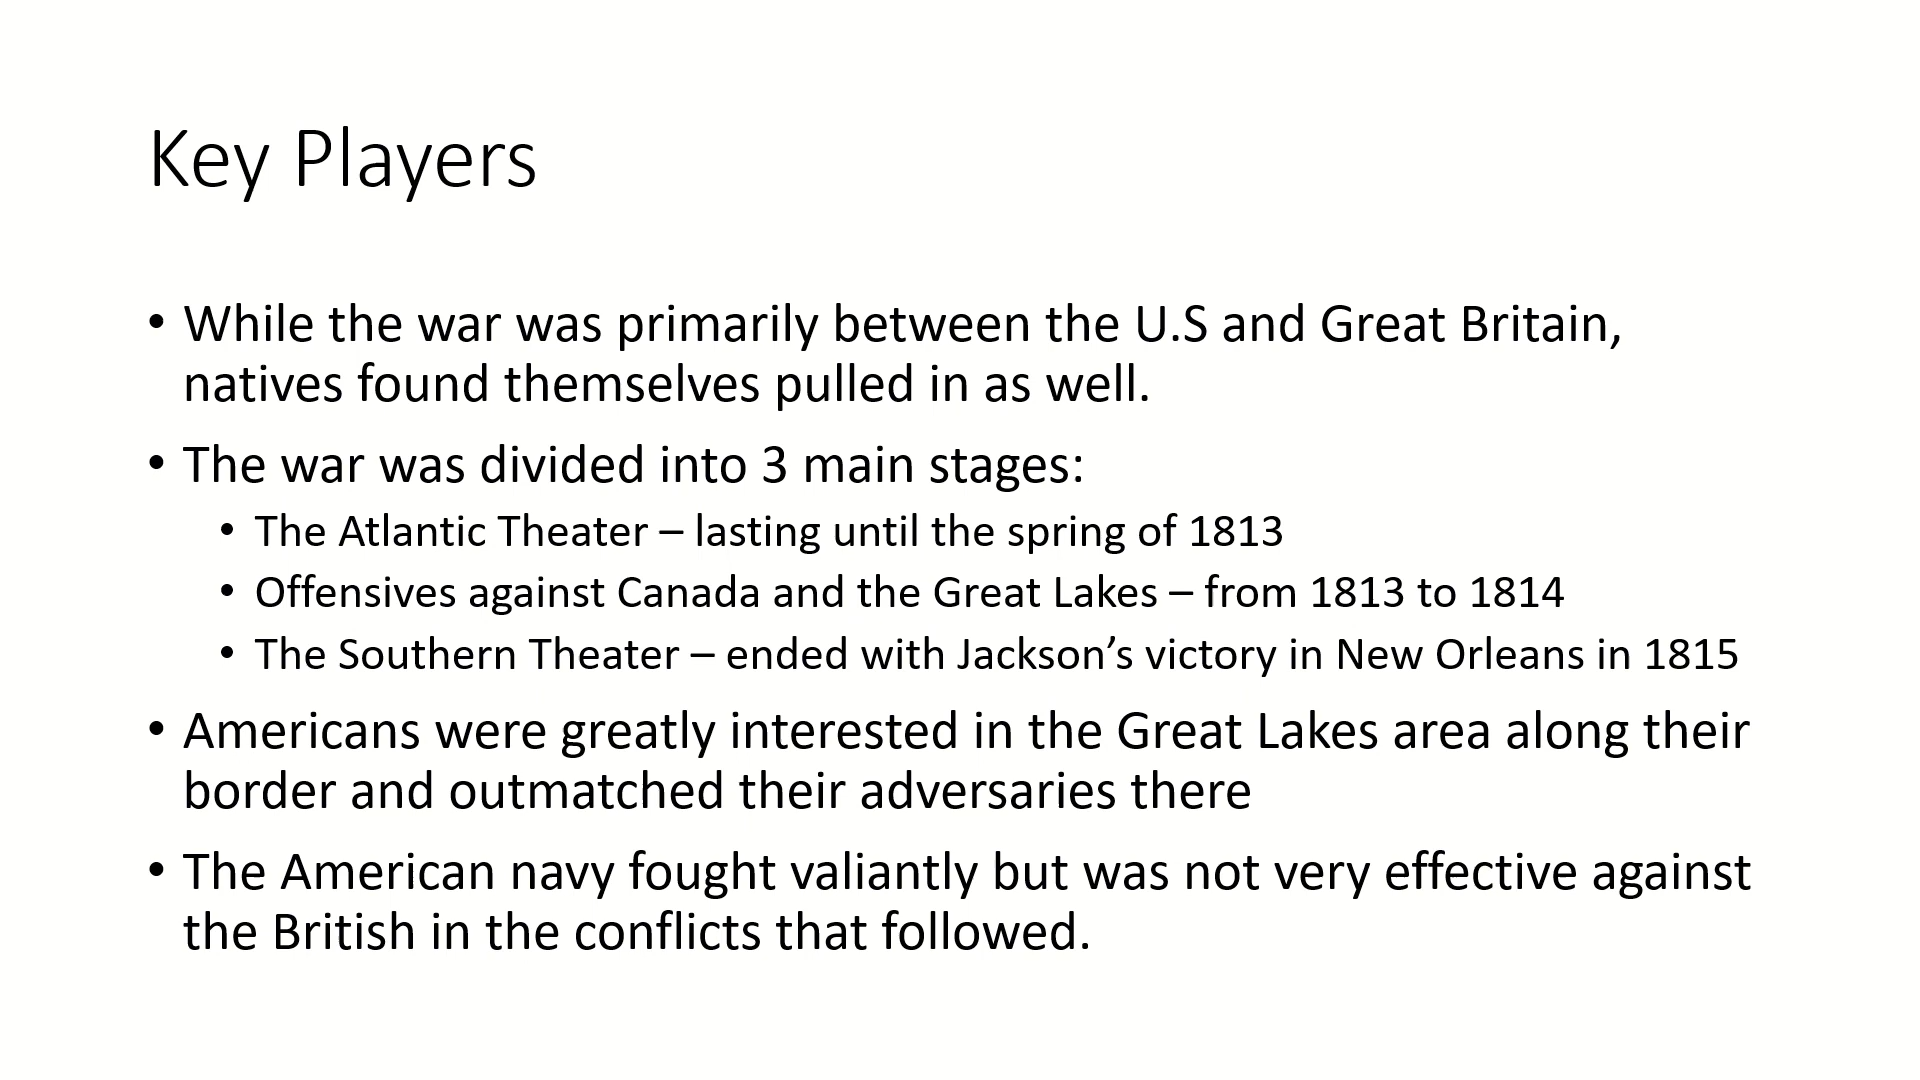 Key Players
• While the war was primarily between the U.S and Great Britain,
natives found themselves pulled in as well.
• The war was divided into 3 main stages:
• The Atlantic Theater – lasting until the spring of 1813
• Offensives against Canada and the Great Lakes – from 1813 to 1814
• The Southern Theater – ended with Jackson’s victory in New Orleans in 1815
• Americans were greatly interested in the Great Lakes area along their
border and outmatched their adversaries there
• The American navy fought valiantly but was not very effective against
the British in the conflicts that followed.